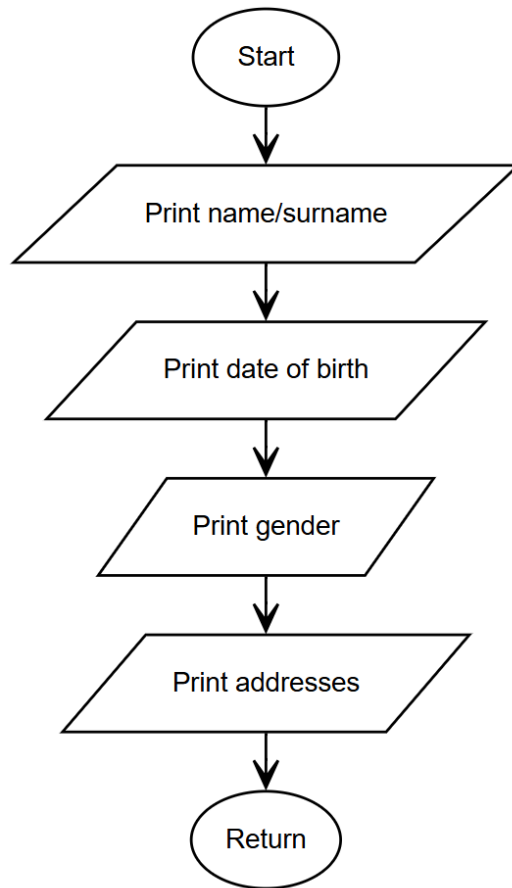 Start
Print name/surname
Print date of birth
Print gender
Print addresses
Return